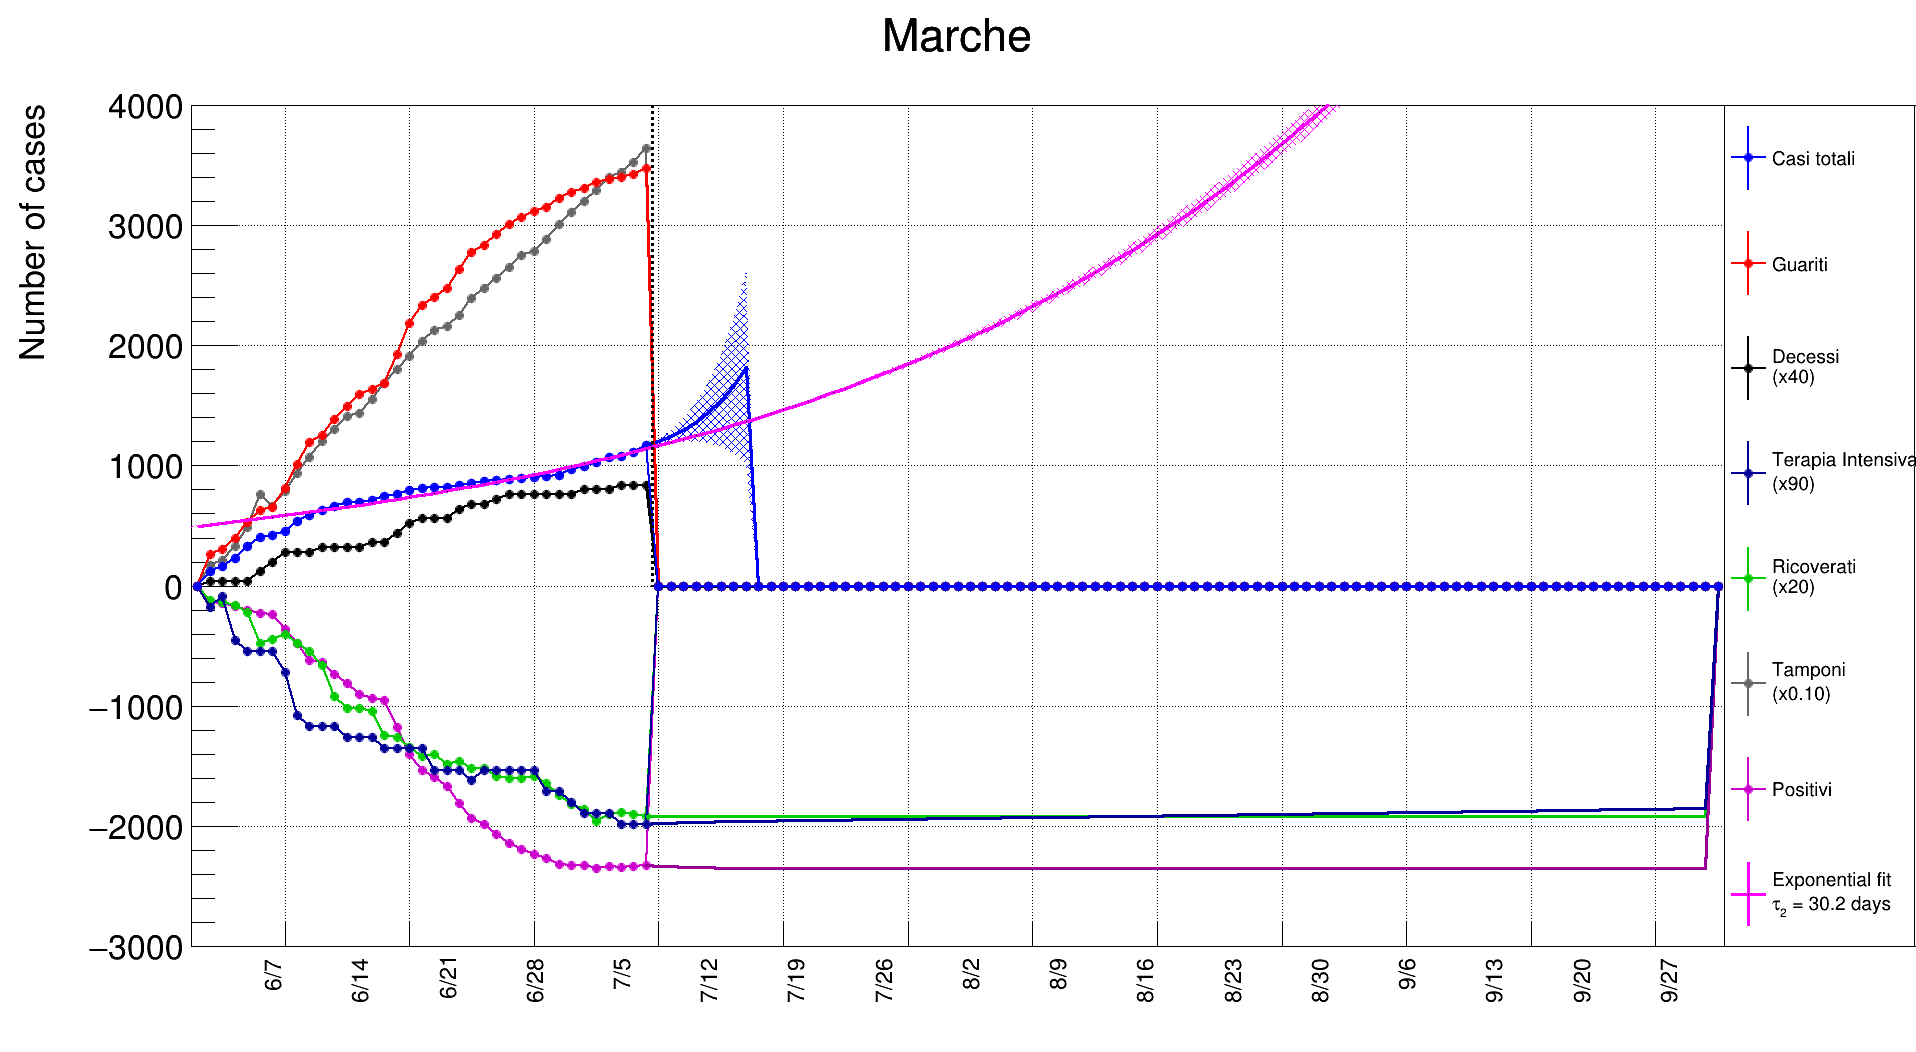 Marche
Number of cases
4000
3000
2000
1000
0
−1000
−2000
−3000
6/7
6/14
6/21
6/28
7/5
7/12
7/19
7/26
8/2
8/9
8/16
8/23
8/30
9/6
9/13
9/20
9/27
Casi totali
Guariti
Decessi
(x40)
Terapia Intensiva
(x90)
Ricoverati
(x20)
Tamponi
(x0.10)
Positivi
Exponential fit
τ2 = 30.2 days